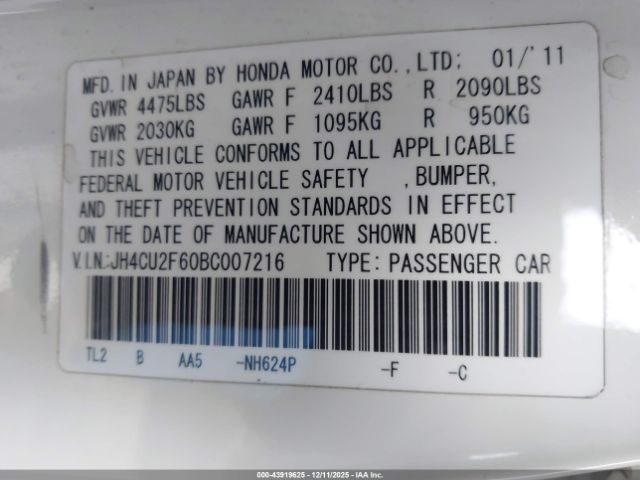 MFD. IN JAPAN BY HONDA MOTOR CO., LTD; 01/'11
GVWR 4475LBS GAWR F 2410LBS R 2090LBS
GVWR 2030KG GAWR F 1095KG R 950KG
THIS VEHICLE CONFORMS TO ALL APPLICABLE
FEDERAL MOTOR VEHICLE SAFETY , BUMPER,
AND THEFT PREVENTION STANDARDS IN EFFECT
ON THE DATE OF MANUFACTURE SHOWN ABOVE.
V.I.N.:JH4CU2F60BC007216 TYPE: PASSENGER CAR
TL2 B AA5 -NH624P -F -C
000-43919625 - 12/11/2025 - IAA Inc.